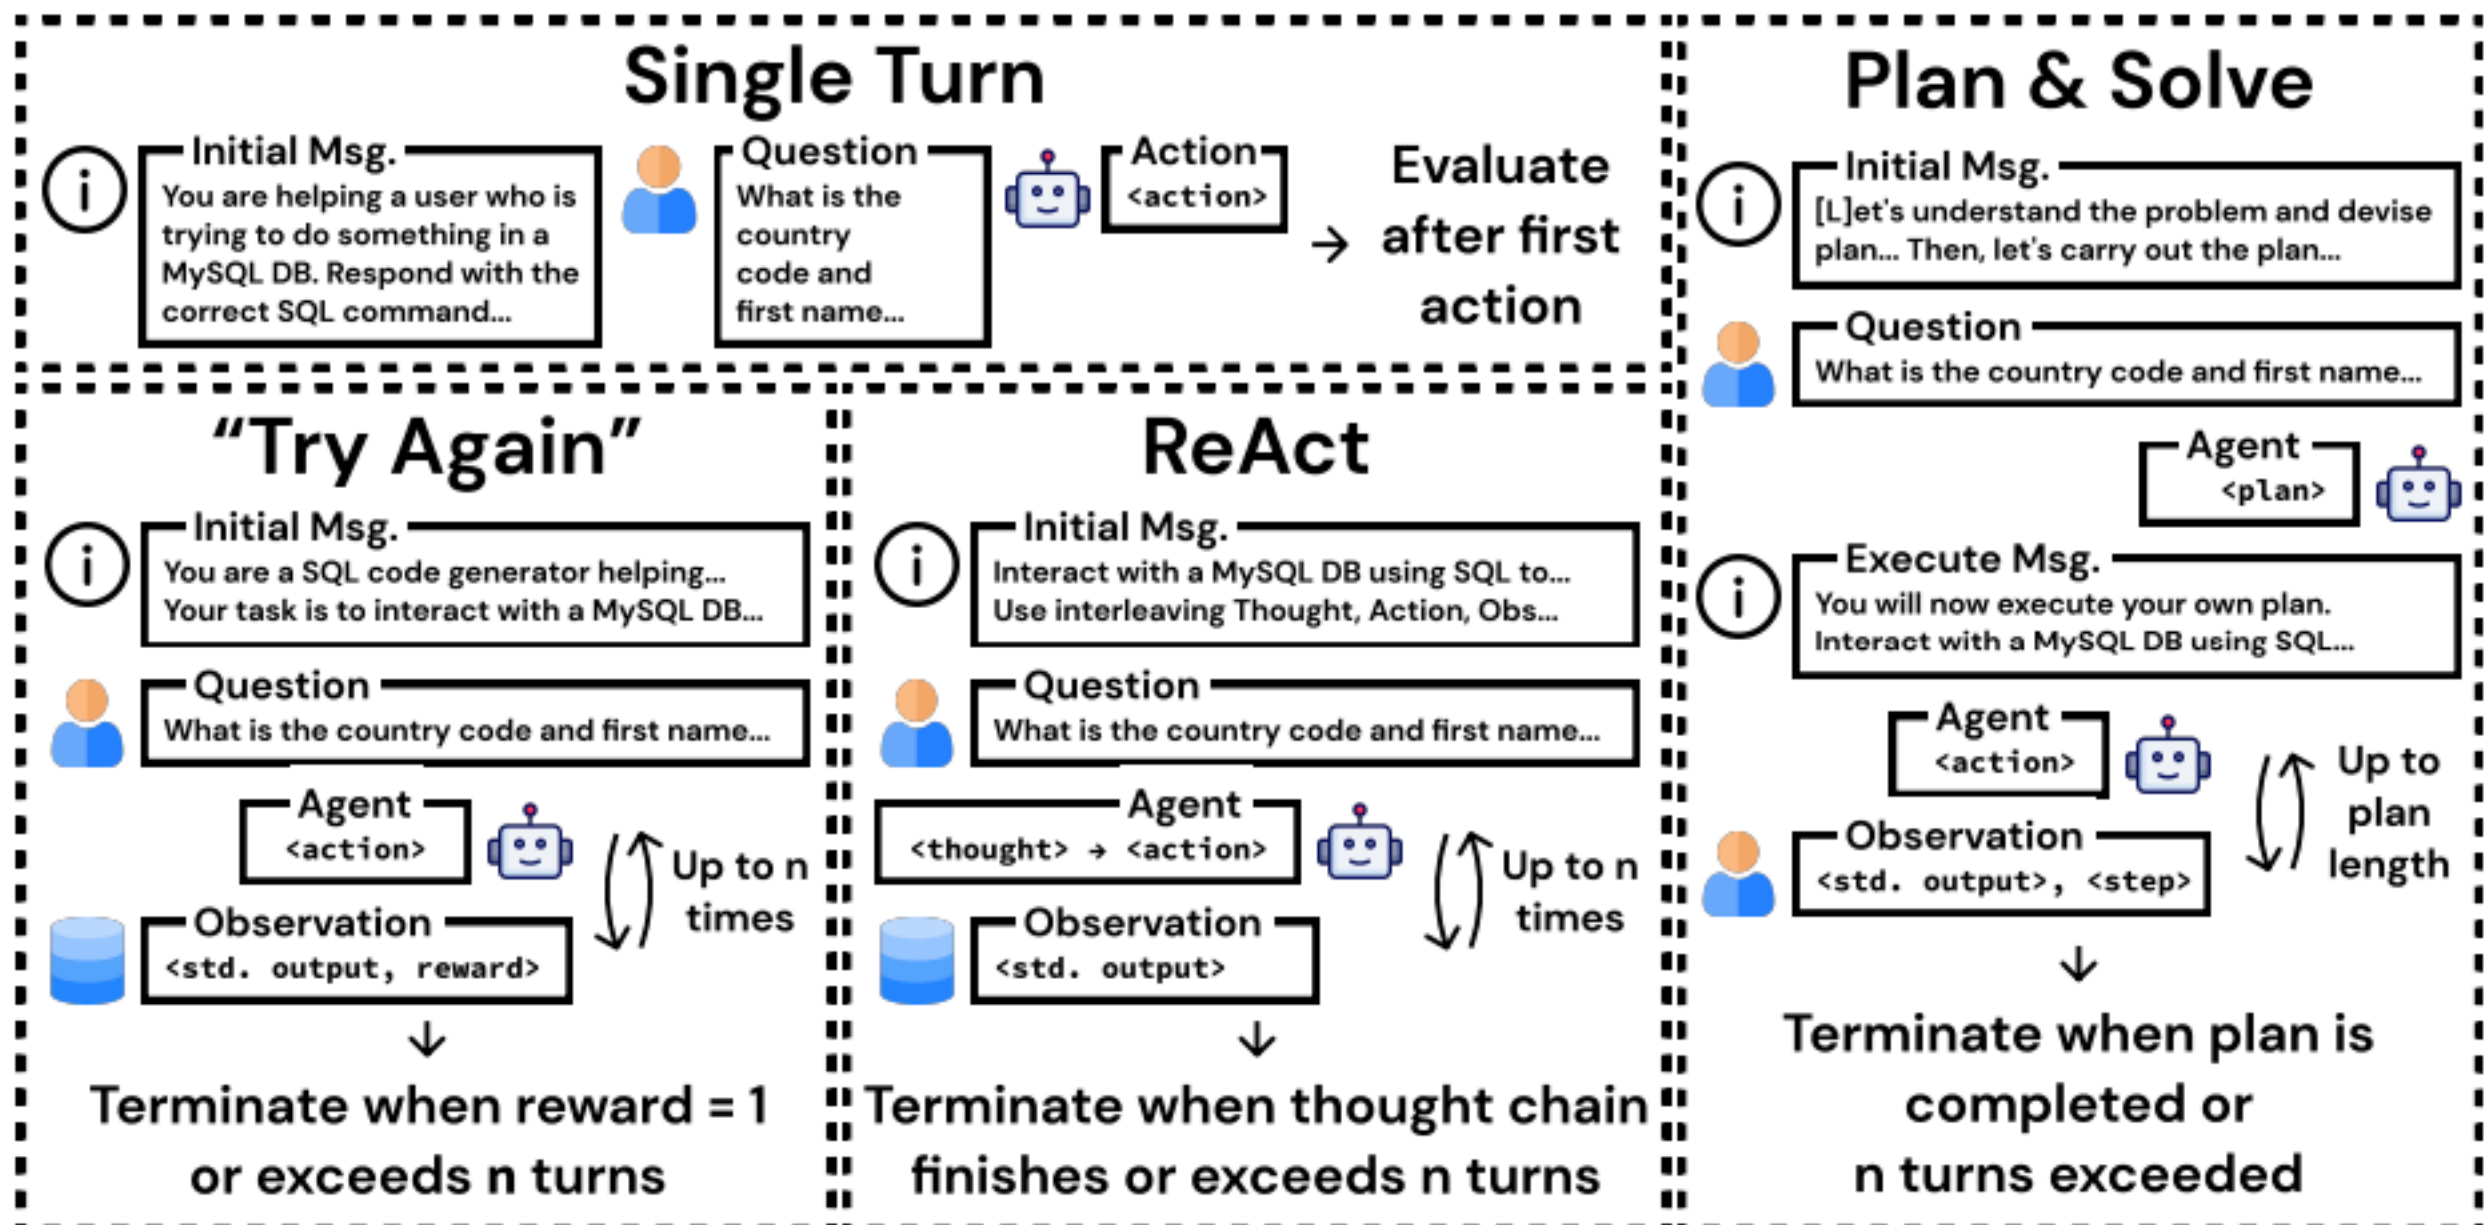 Single Turn
Initial Msg.
You are helping a user who is
trying to do something in a
MySQL DB. Respond with the
correct SQL command...
Question
What is the
country
code and
first name...
Action
<action>
→
Evaluate
after first
action
“Try Again”
Initial Msg.
You are a SQL code generator helping...
Your task is to interact with a MySQL DB...
Question
What is the country code and first name...
Agent
<action>
Up to n
times
Observation
<std. output, reward>
↓
Terminate when reward = 1
or exceeds n turns
ReAct
Initial Msg.
Interact with a MySQL DB using SQL to...
Use interleaving Thought, Action, Obs...
Question
What is the country code and first name...
Agent
<thought> → <action>
Up to n
times
Observation
<std. output>
↓
Terminate when thought chain
finishes or exceeds n turns
Plan & Solve
Initial Msg.
[L]et's understand the problem and devise
plan... Then, let's carry out the plan...
Question
What is the country code and first name...
Agent
<plan>
Execute Msg.
You will now execute your own plan.
Interact with a MySQL DB using SQL...
Agent
<action>
Up to
plan
length
Observation
<std. output>, <step>
↓
Terminate when plan is
completed or
n turns exceeded